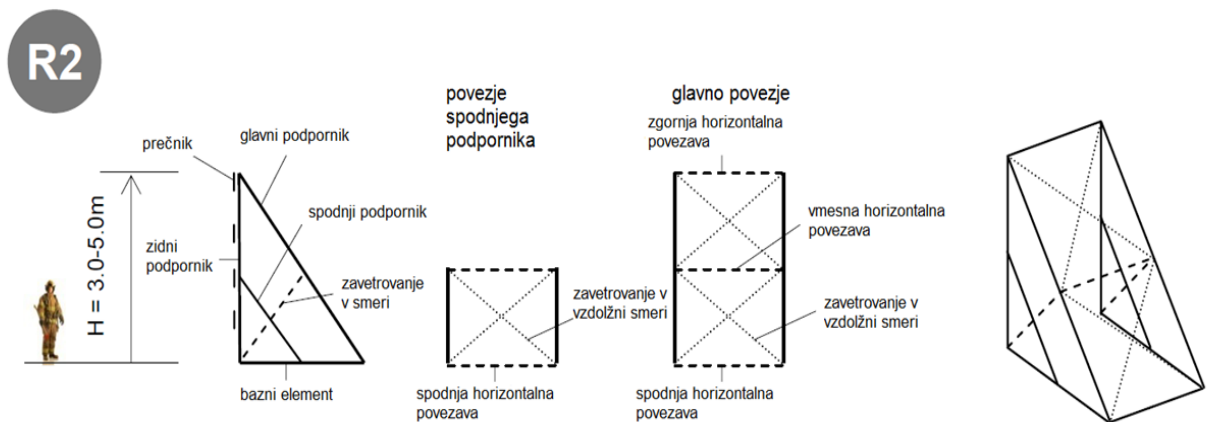 R2
H = 3.0-5.0m
prečnik
glavni podpornik
spodnji podpornik
zidni
podpornik
zavetrovanje
v smeri
bazni element
povezje
spodnjega
podpornika
zavetrovanje v
vzdolžni smeri
spodnja horizontalna
povezava
glavno povezje
zgornja horizontalna
povezava
vmesna horizontalna
povezava
zavetrovanje v
vzdolžni smeri
spodnja horizontalna
povezava